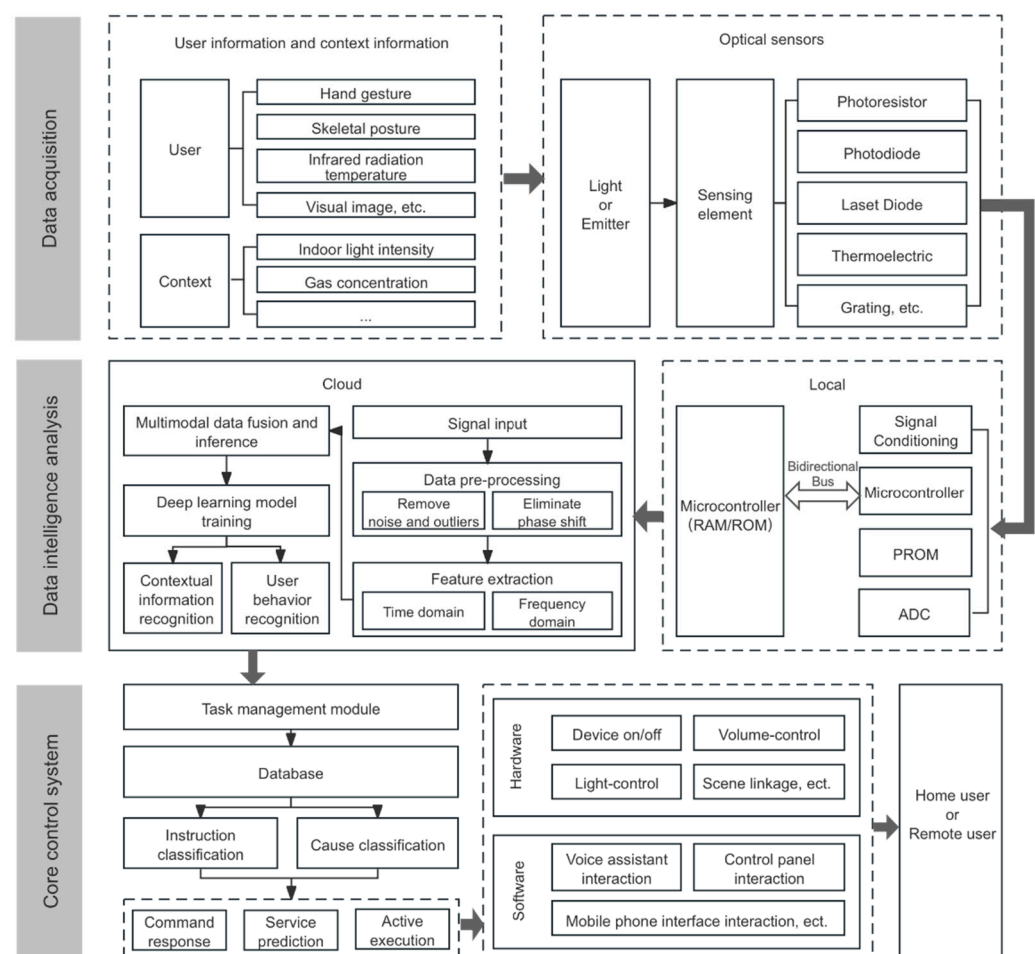 Data acquisition
User information and context information
User
Hand gesture
Skeletal posture
Infrared radiation
temperature
Visual image, etc.
Context
Indoor light intensity
Gas concentration
...
Optical sensors
Light
or
Emitter
Sensing
element
Photoresistor
Photodiode
Laset Diode
Thermoelectric
Grating, etc.
Data intelligence analysis
Cloud
Multimodal data fusion and
inference
Deep learning model
training
Contextual
information
recognition
User
behavior
recognition
Signal input
Data pre-processing
Remove
noise and outliers
Eliminate
phase shift
Feature extraction
Time domain
Frequency
domain
Local
Microcontroller
(RAM/ROM)
Bidirectional
Bus
Signal
Conditioning
Microcontroller
PROM
ADC
Core control system
Task management module
Database
Instruction
classification
Cause classification
Command
response
Service
prediction
Active
execution
Hardware
Device on/off
Volume-control
Light-control
Scene linkage, ect.
Software
Voice assistant
interaction
Control panel
interaction
Mobile phone interface interaction, ect.
Home user
or
Remote user